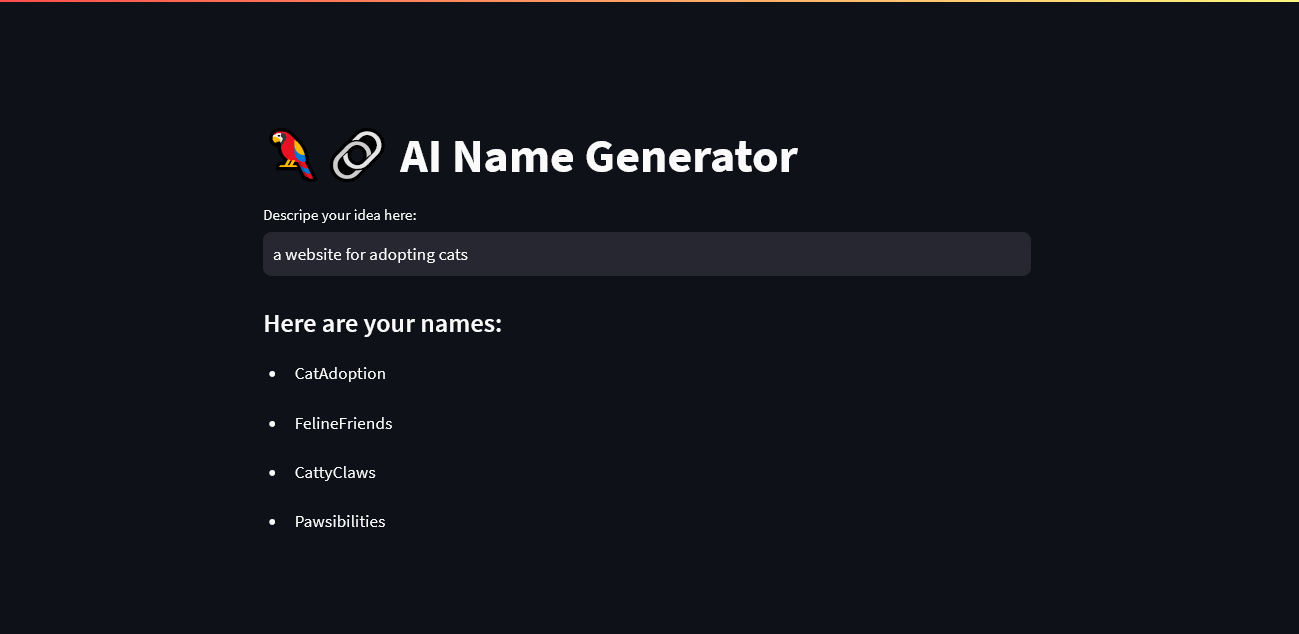 AI Name Generator
Descripe your idea here:
a website for adopting cats
Here are your names:
CatAdoption
FelineFriends
CattyClaws
Pawsibilities